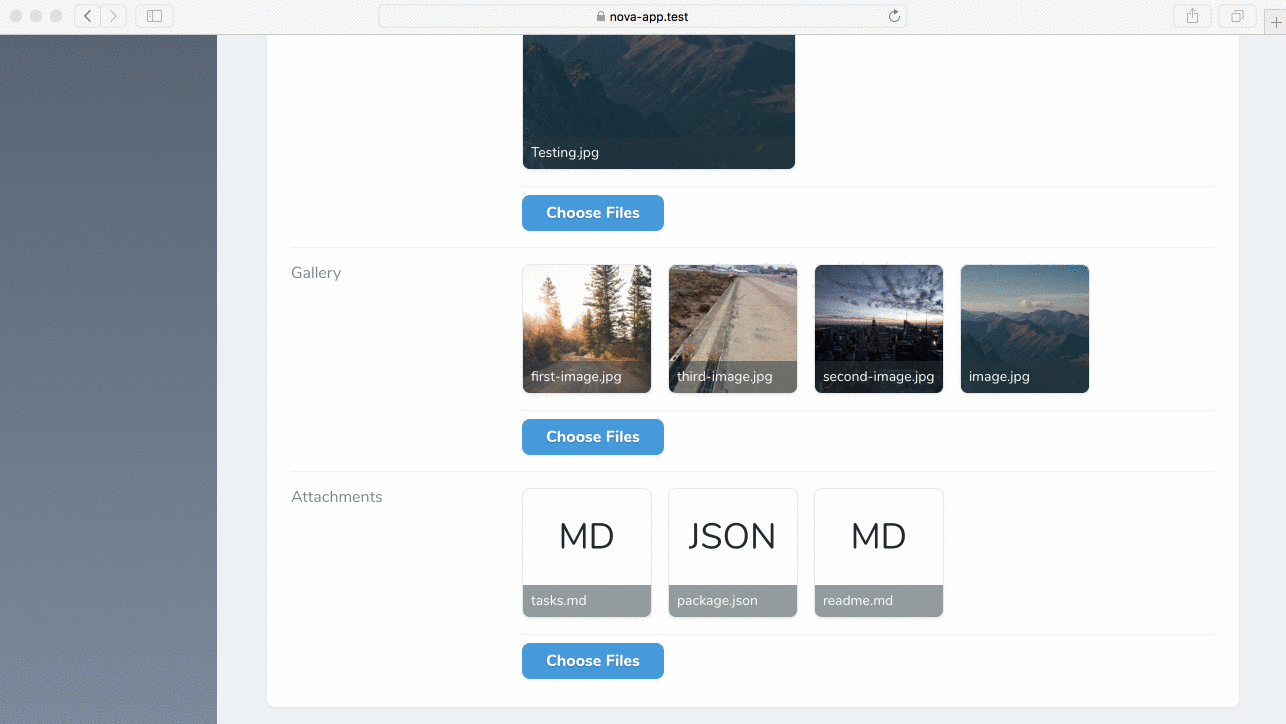 nova-app.test
Testing.jpg
Choose Files
Gallery
first-image.jpg
third-image.jpg
second-image.jpg
image.jpg
Choose Files
Attachments
MD
JSON
MD
tasks.md
package.json
readme.md
Choose Files